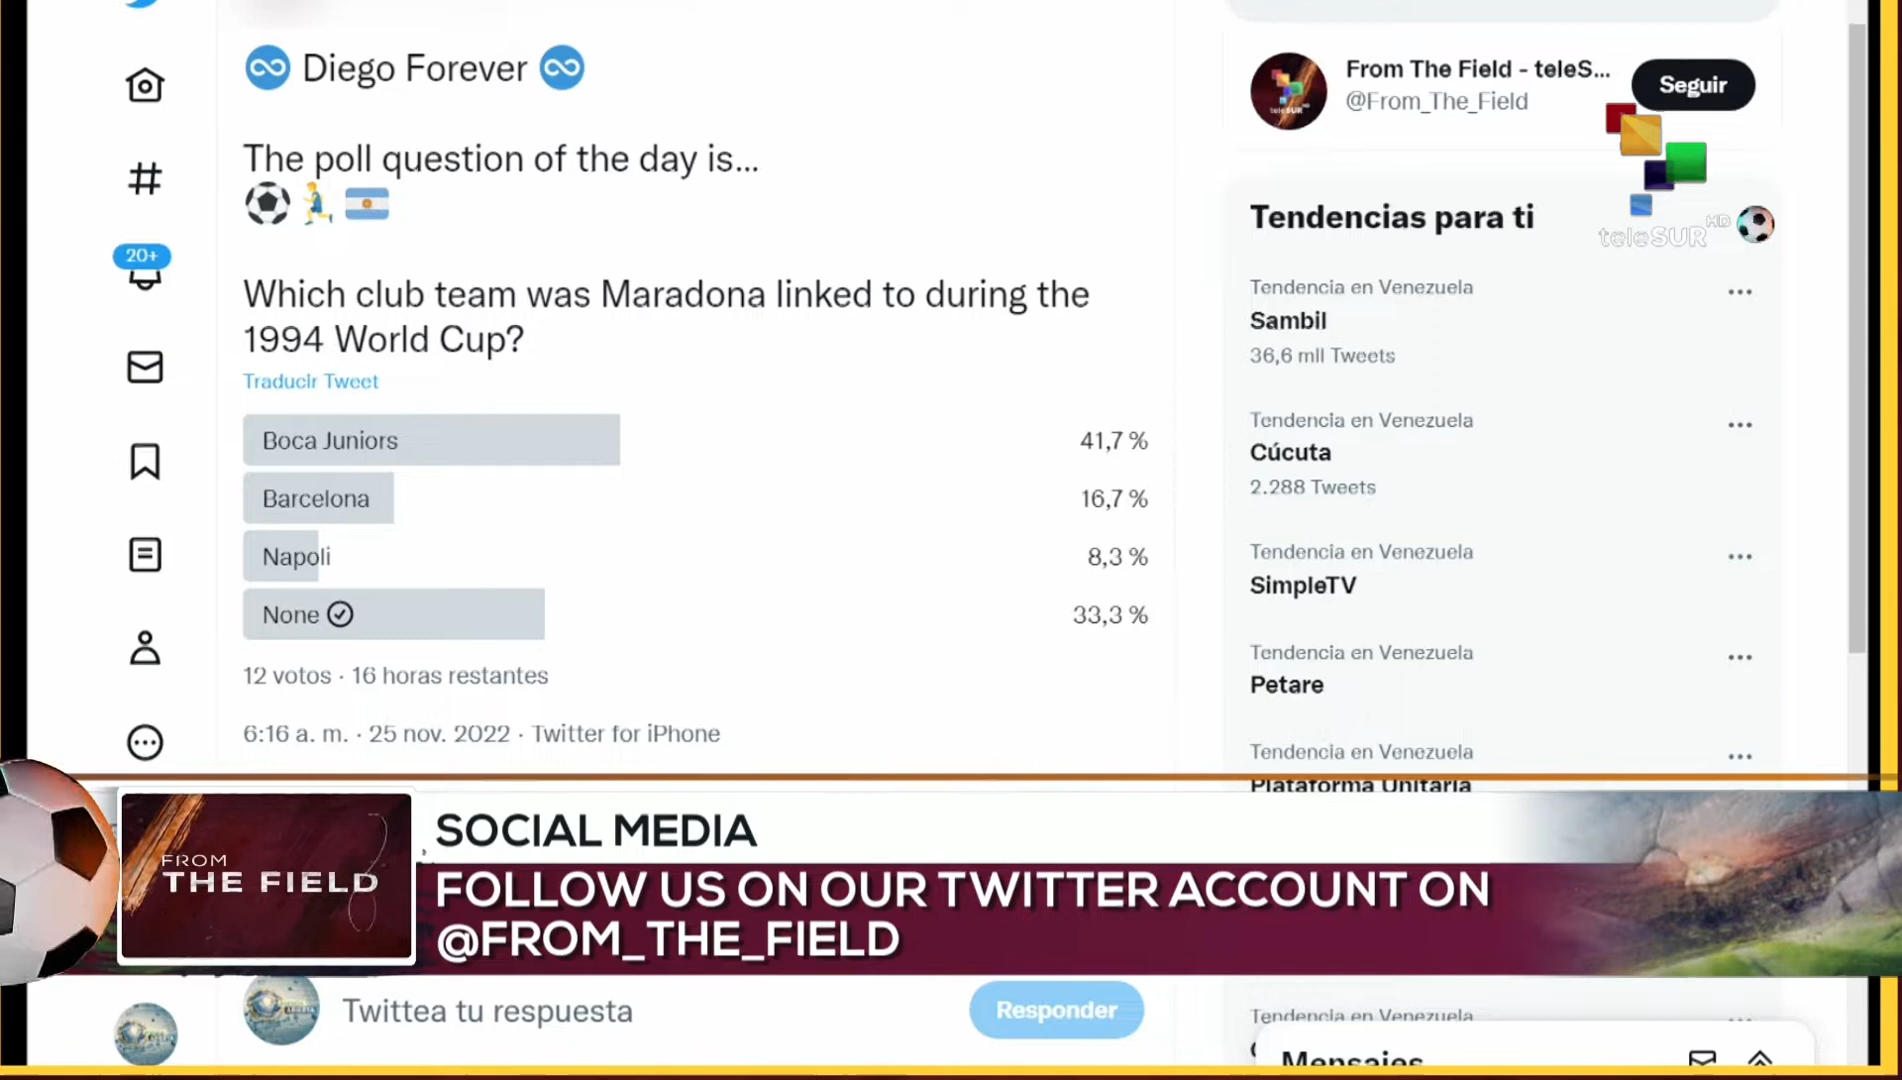 Diego Forever
From The Field - teleS...
@From_The_Field
Seguir
The poll question of the day is...
Which club team was Maradona linked to during the
1994 World Cup?
Traducir Tweet
Boca Juniors 41,7 %
Barcelona 16,7 %
Napoli 8,3 %
None 33,3 %
12 votos · 16 horas restantes
6:16 a. m. · 25 nov. 2022 · Twitter for iPhone
20+
teleSUR HD
Tendencias para ti
Tendencia en Venezuela
Sambil
36,6 mil Tweets
Tendencia en Venezuela
Cúcuta
2.288 Tweets
Tendencia en Venezuela
SimpleTV
Tendencia en Venezuela
Petare
Tendencia en Venezuela
Plataforma Unitaria
FROM
THE FIELD
SOCIAL MEDIA
FOLLOW US ON OUR TWITTER ACCOUNT ON
@FROM_THE_FIELD
Twittea tu respuesta
Responder
Tendencia en Venezuela
Mensajes